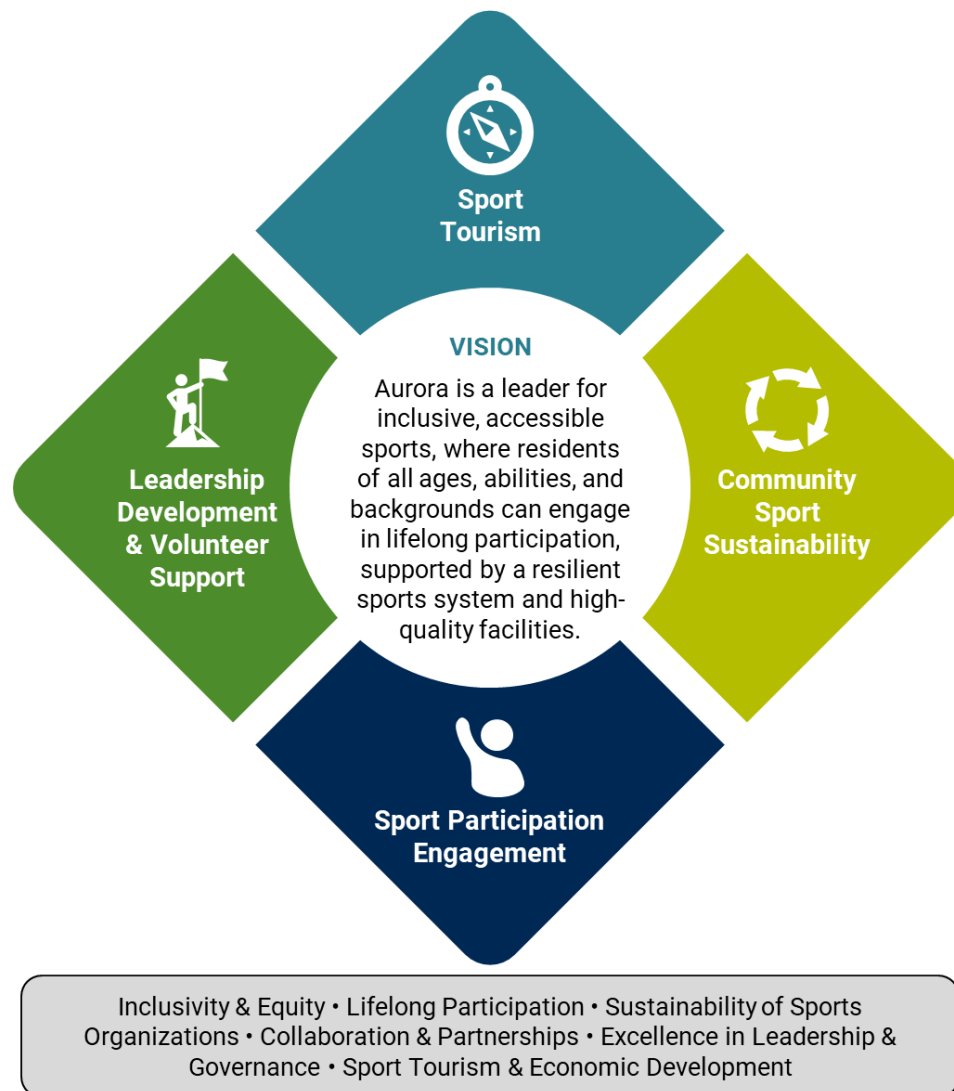 Sport
Tourism
VISION
Aurora is a leader for
inclusive, accessible
sports, where residents
of all ages, abilities, and
backgrounds can engage
in lifelong participation,
supported by a resilient
sports system and high-
quality facilities.
Leadership
Development
& Volunteer
Support
Community
Sport
Sustainability
Sport Participation
Engagement
Inclusivity & Equity • Lifelong Participation • Sustainability of Sports
Organizations • Collaboration & Partnerships • Excellence in Leadership &
Governance • Sport Tourism & Economic Development